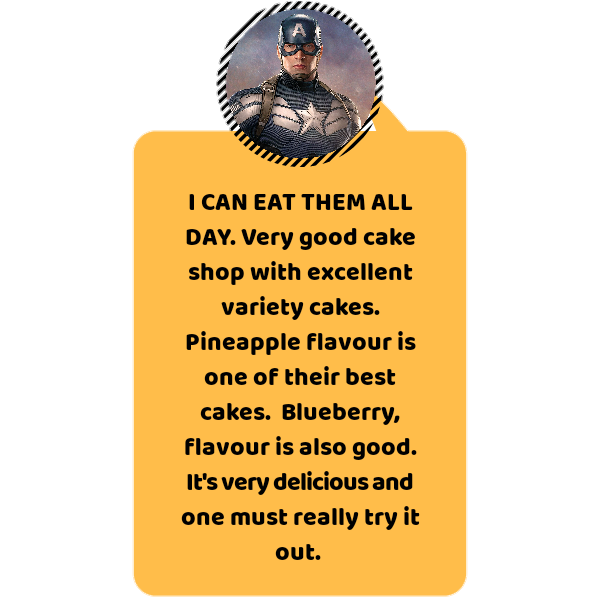 I CAN EAT THEM ALL
DAY. Very good cake
shop with excellent
variety cakes.
Pineapple flavour is
one of their best
cakes.  Blueberry,
flavour is also good.
It's very delicious and
one must really try it
out.